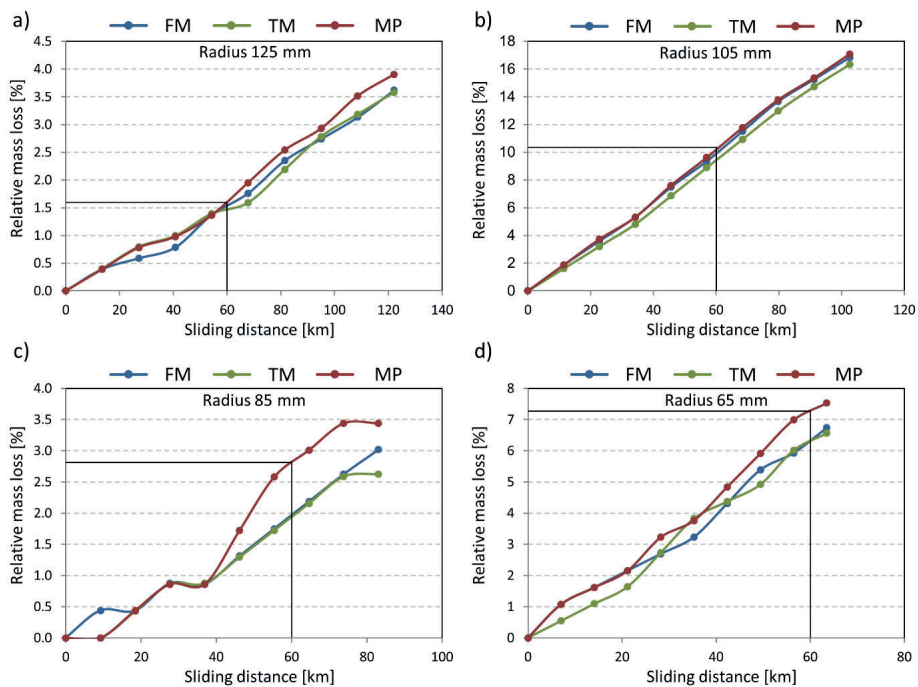 a)
FM TM MP
Radius 125 mm
Relative mass loss [%]
4.5
4.0
3.5
3.0
2.5
2.0
1.5
1.0
0.5
0.0
0 20 40 60 80 100 120 140
Sliding distance [km]
b)
FM TM MP
Radius 105 mm
Relative mass loss [%]
18
16
14
12
10
8
6
4
2
0
0 20 40 60 80 100 120
Sliding distance [km]
c)
FM TM MP
Radius 85 mm
Relative mass loss [%]
4.0
3.5
3.0
2.5
2.0
1.5
1.0
0.5
0.0
0 20 40 60 80 100
Sliding distance [km]
d)
FM TM MP
Radius 65 mm
Relative mass loss [%]
8
7
6
5
4
3
2
1
0
0 20 40 60 80
Sliding distance [km]